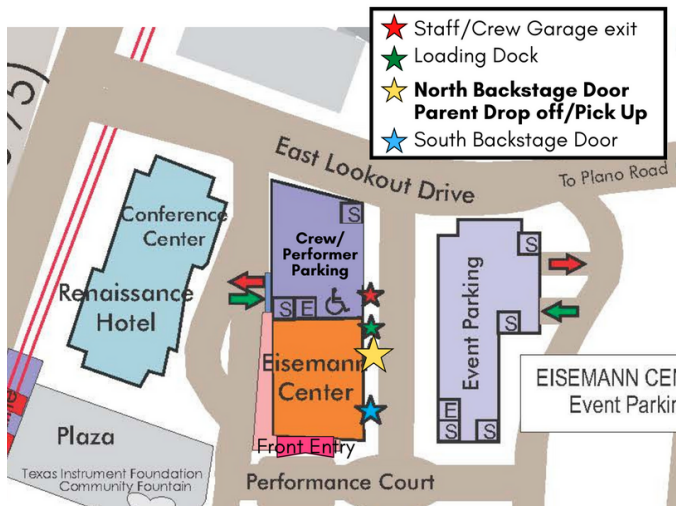 Staff/Crew Garage exit
Loading Dock
North Backstage Door
Parent Drop off/Pick Up
South Backstage Door
75)
East Lookout Drive
To Plano Road
Conference
Center
Renaissance
Hotel
S
Crew/
Performer
Parking
S E
Eisemann
Center
Front Entry
Event Parking
S
S
E
S S
EISEMANN CEN
Event Parkin
Plaza
Texas Instrument Foundation
Community Fountain
Performance Court